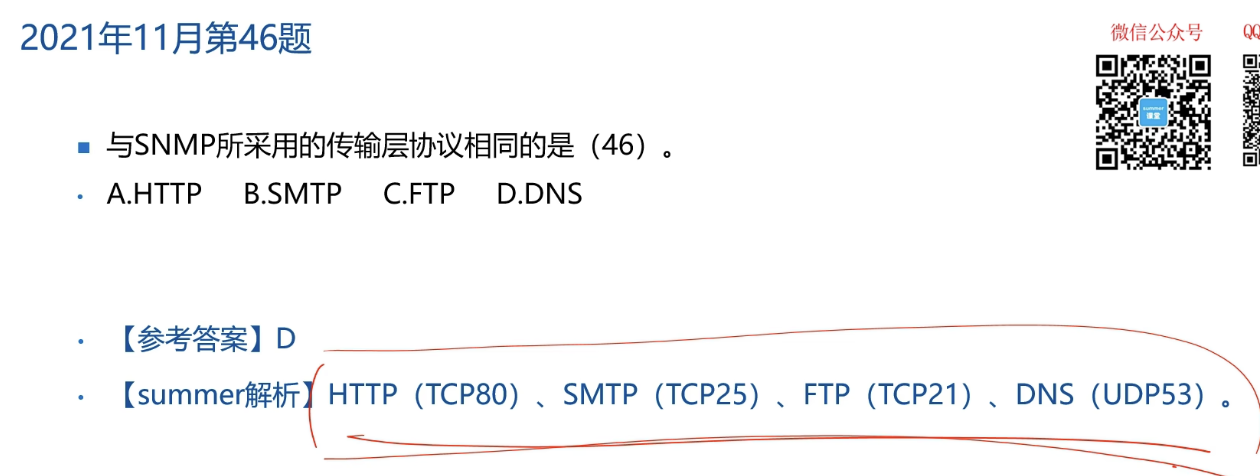 2021年11月第46题
微信公众号
QQ
summer
课堂
与SNMP所采用的传输层协议相同的是（46）。
A.HTTP B.SMTP C.FTP D.DNS
【参考答案】D
【summer解析】HTTP（TCP80）、SMTP（TCP25）、FTP（TCP21）、DNS（UDP53）。